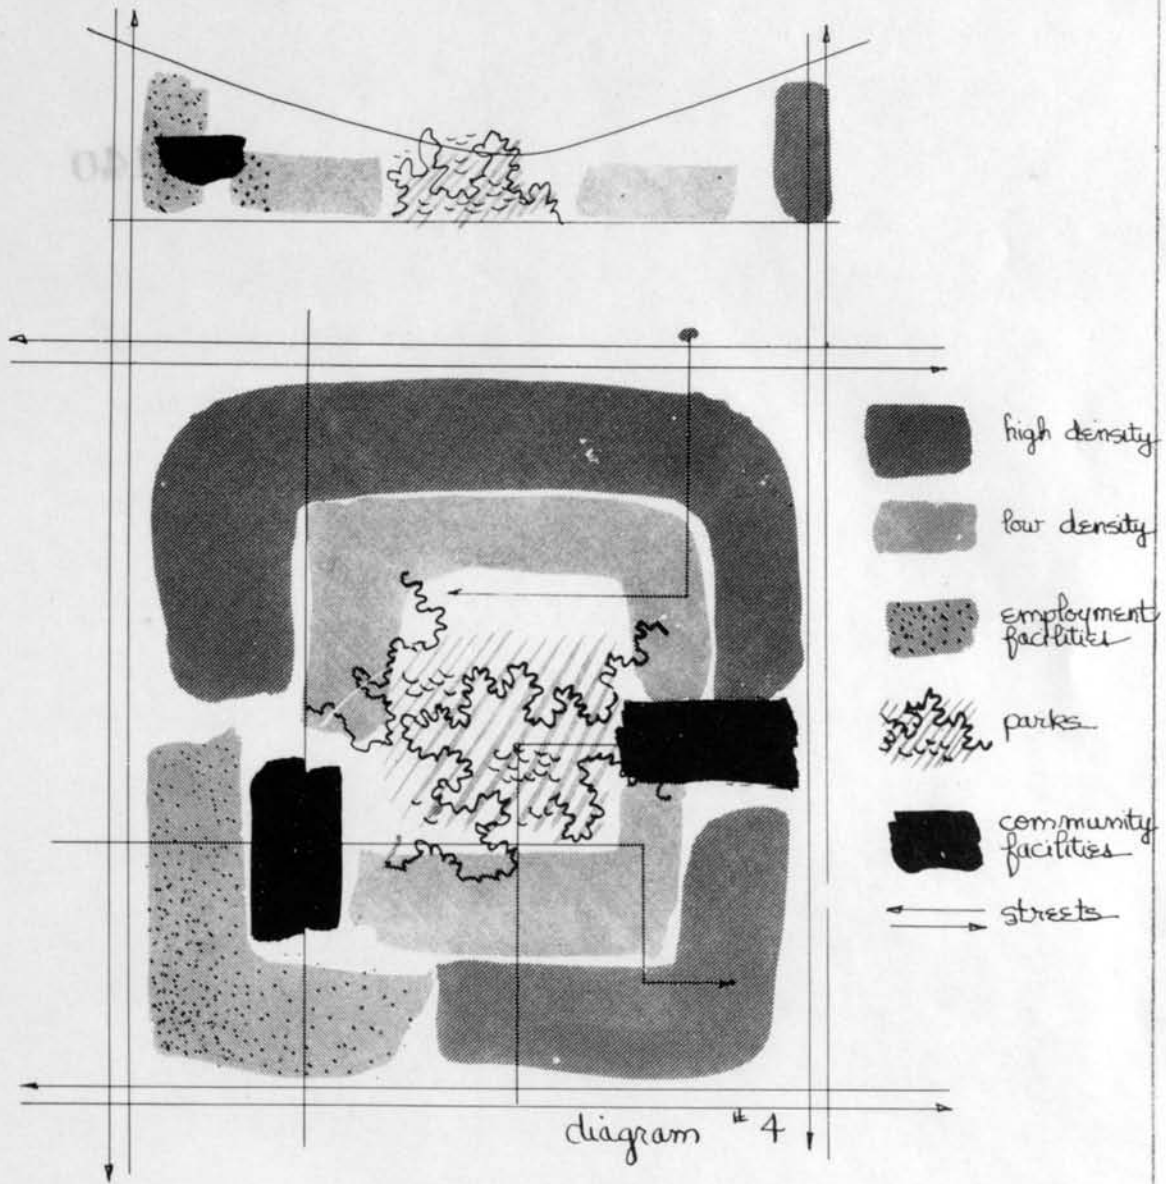 high density
low density
employment
facilities
parks
community
facilities
streets
diagram # 4